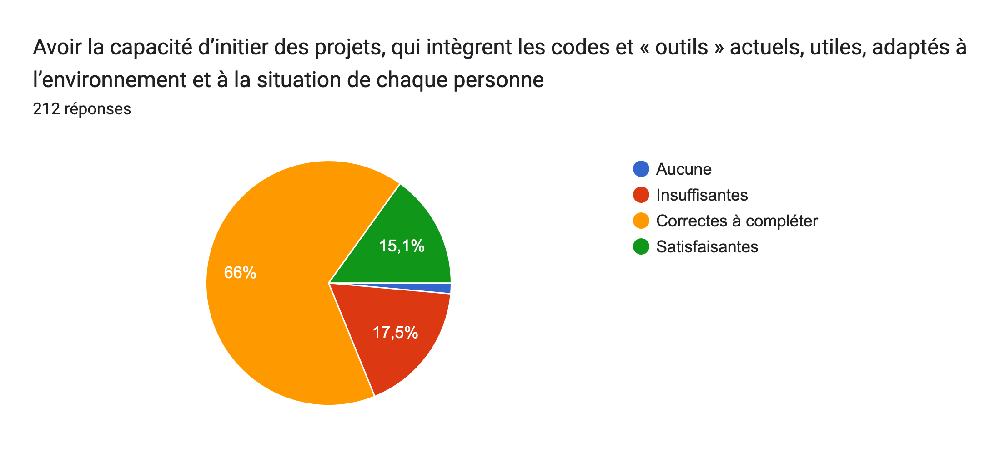 Avoir la capacité d’initier des projets, qui intègrent les codes et « outils » actuels, utiles, adaptés à
l’environnement et à la situation de chaque personne
212 réponses
Aucune
Insuffisantes
Correctes à compléter
Satisfaisantes
15,1%
66%
17,5%